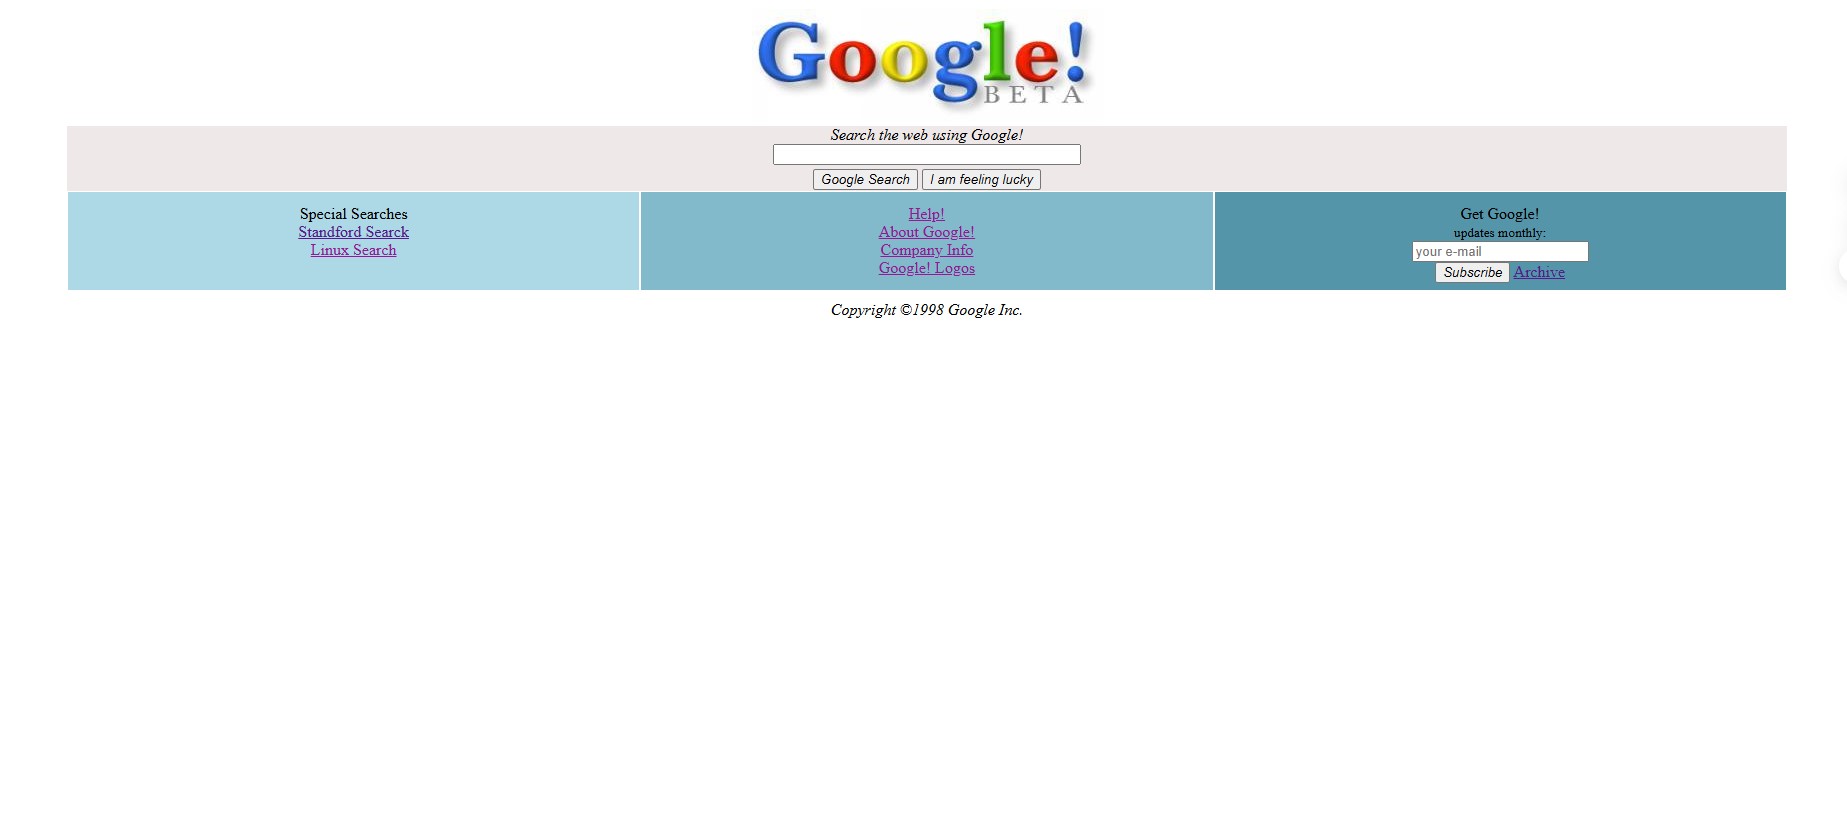 Google!
BETA
Search the web using Google!
Google Search I am feeling lucky
Special Searches
Standford Searck
Linux Search
Help!
About Google!
Company Info
Google! Logos
Get Google!
updates monthly:
your e-mail
Subscribe Archive
Copyright ©1998 Google Inc.